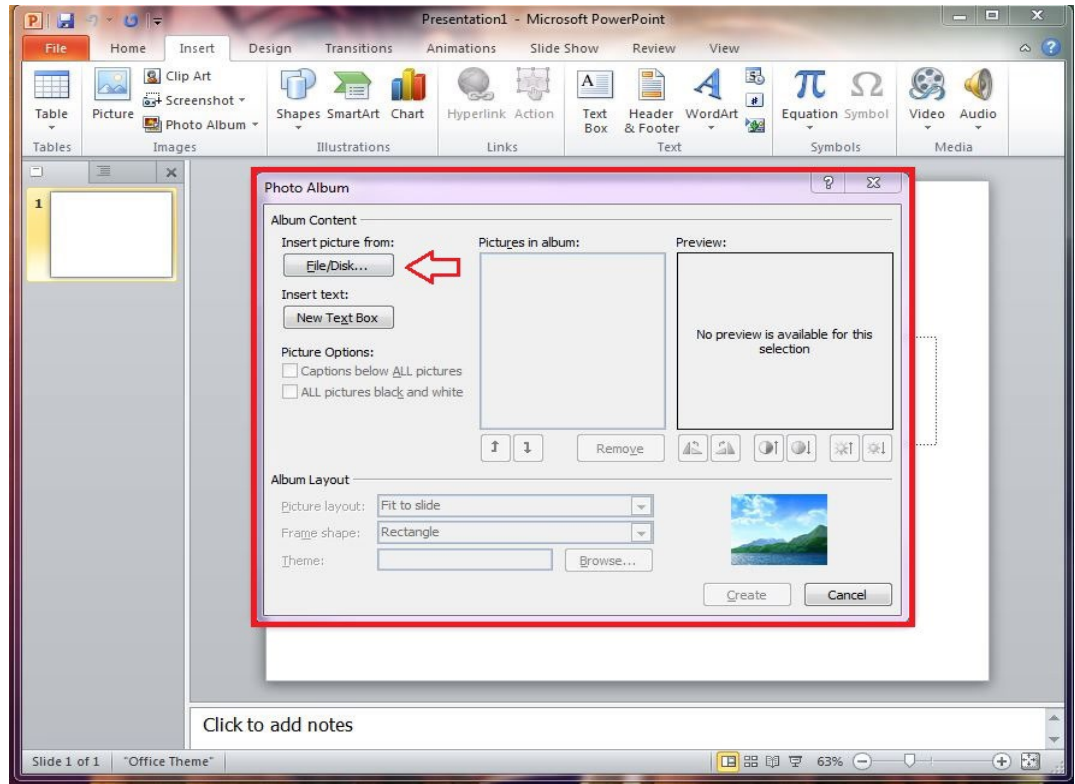 Presentation1 - Microsoft PowerPoint
File Home Insert Design Transitions Animations Slide Show Review View
Table
Picture
Clip Art
Screenshot
Photo Album
Shapes SmartArt Chart
Hyperlink Action
Text Box
Header & Footer
WordArt
Equation Symbol
Video Audio
Tables Images Illustrations Links Text Symbols Media
1
Photo Album
Album Content
Insert picture from:
File/Disk...
Insert text:
New Text Box
Picture Options:
Captions below ALL pictures
ALL pictures black and white
Pictures in album:
Remove
Preview:
No preview is available for this
selection
Album Layout
Picture layout: Fit to slide
Frame shape: Rectangle
Theme: Browse...
Create Cancel
Click to add notes
Slide 1 of 1 "Office Theme" 63%